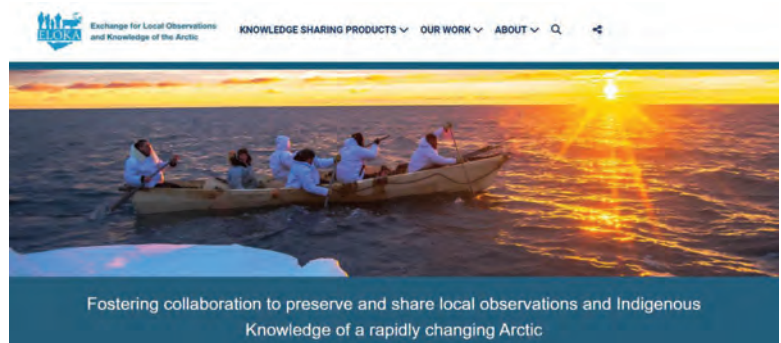 ELOKA
Exchange for Local Observations
and Knowledge of the Arctic
KNOWLEDGE SHARING PRODUCTS
OUR WORK
ABOUT
Fostering collaboration to preserve and share local observations and Indigenous
Knowledge of a rapidly changing Arctic